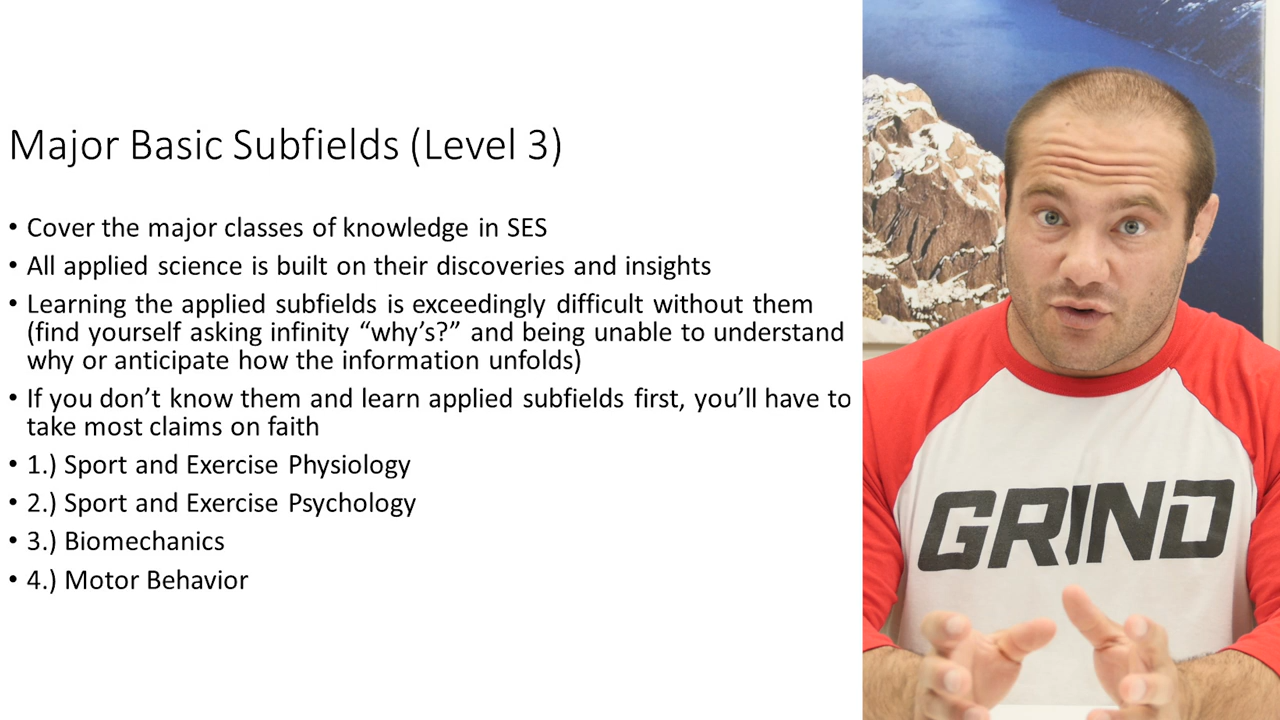 Major Basic Subfields (Level 3)
• Cover the major classes of knowledge in SES
• All applied science is built on their discoveries and insights
• Learning the applied subfields is exceedingly difficult without them
(find yourself asking infinity “why’s?” and being unable to understand
why or anticipate how the information unfolds)
• If you don’t know them and learn applied subfields first, you’ll have to
take most claims on faith
• 1.) Sport and Exercise Physiology
• 2.) Sport and Exercise Psychology
• 3.) Biomechanics
• 4.) Motor Behavior
GRIND